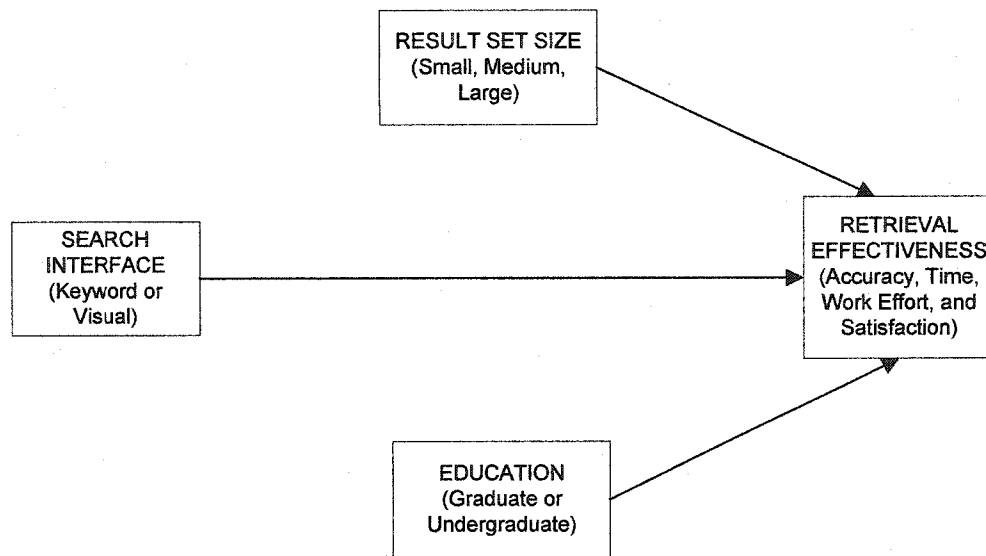 RESULT SET SIZE
(Small, Medium,
Large)
SEARCH
INTERFACE
(Keyword or
Visual)
RETRIEVAL
EFFECTIVENESS
(Accuracy, Time,
Work Effort, and
Satisfaction)
EDUCATION
(Graduate or
Undergraduate)